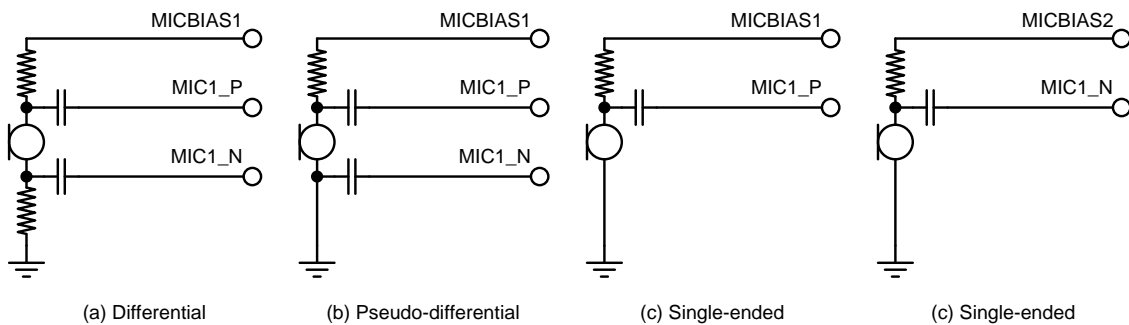 MICBIAS1
MIC1_P
MIC1_N
(a) Differential
MICBIAS1
MIC1_P
MIC1_N
(b) Pseudo-differential
MICBIAS1
MIC1_P
(c) Single-ended
MICBIAS2
MIC1_N
(c) Single-ended